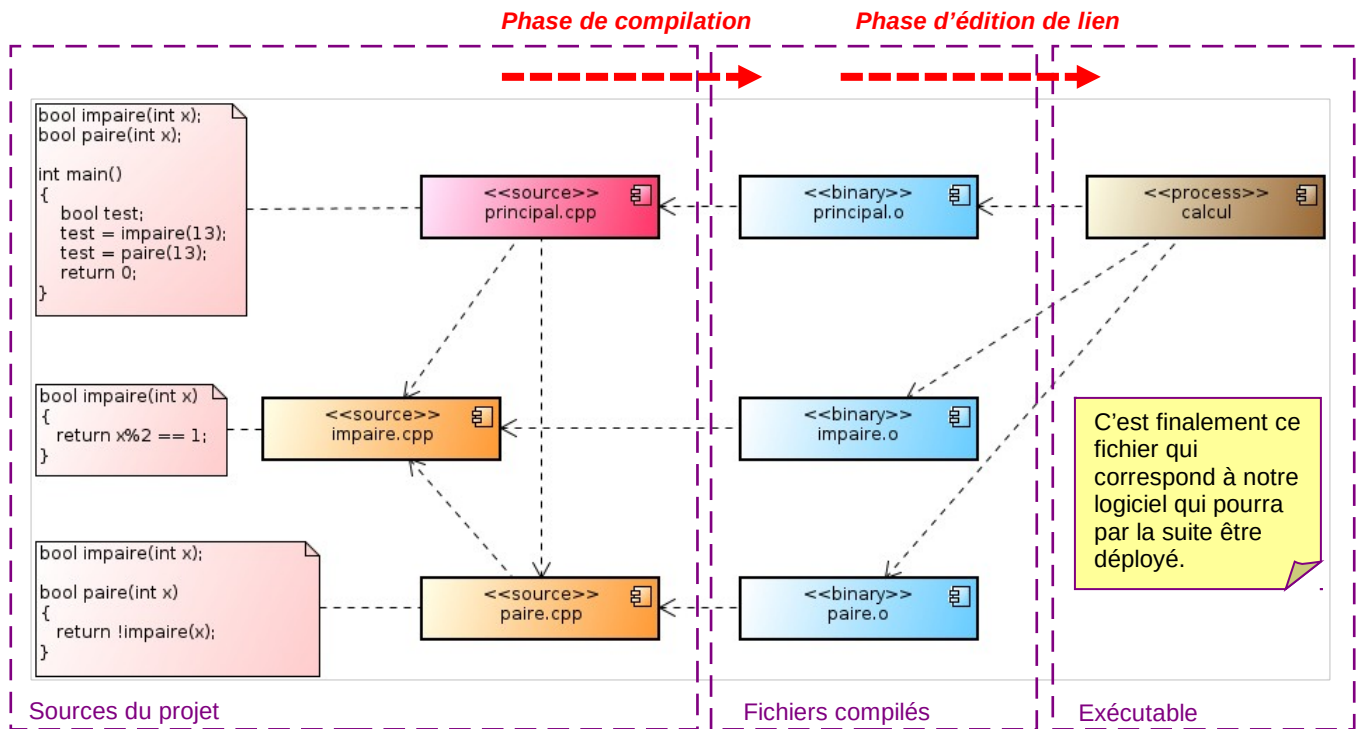 Phase de compilation
Phase d’édition de lien
bool impaire(int x);
bool paire(int x);
int main()
{
bool test;
test = impaire(13);
test = paire(13);
return 0;
}
<<source>>
principal.cpp
<<binary>>
principal.o
<<process>>
calcul
bool impaire(int x)
{
return x%2 == 1;
}
<<source>>
impaire.cpp
<<binary>>
impaire.o
C’est finalement ce
fichier qui
correspond à notre
logiciel qui pourra
par la suite être
déployé.
bool impaire(int x);
bool paire(int x)
{
return !impaire(x);
}
<<source>>
paire.cpp
<<binary>>
paire.o
Sources du projet
Fichiers compilés
Exécutable